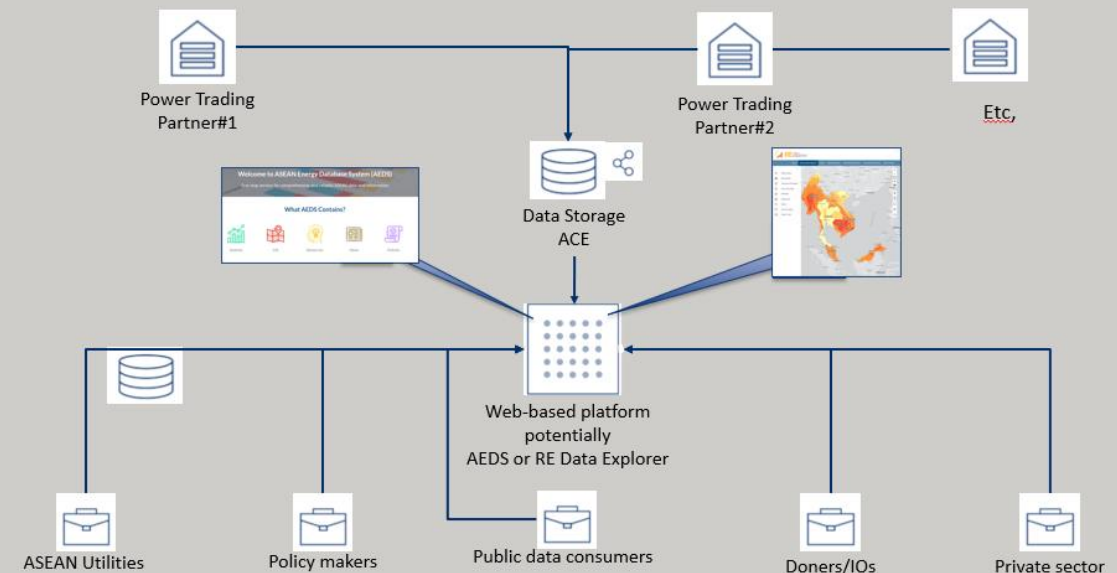 Power Trading
Partner#1
Power Trading
Partner#2
Etc,
Welcome to ASEAN Energy Database System (AEDS)
What AEDS Contains?
Data Storage
ACE
Web-based platform
potentially
AEDS or RE Data Explorer
ASEAN Utilities
Policy makers
Public data consumers
Doners/IOs
Private sector